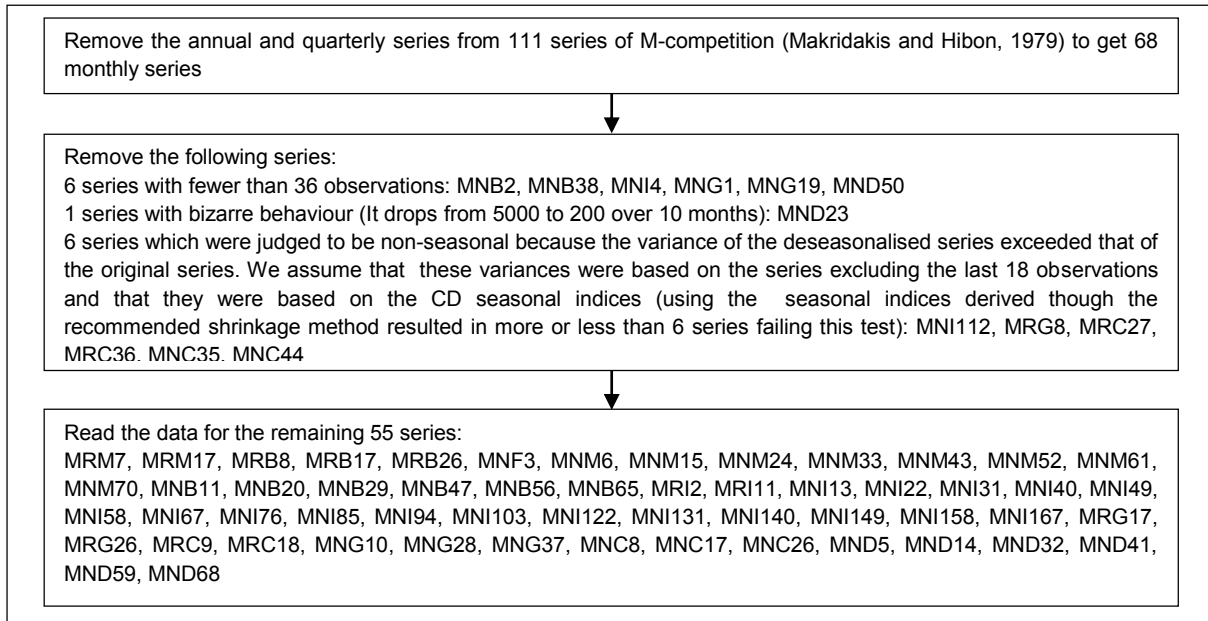 Remove the annual and quarterly series from 111 series of M-competition (Makridakis and Hibon, 1979) to get 68
monthly series
Remove the following series:
6 series with fewer than 36 observations: MNB2, MNB38, MNI4, MNG1, MNG19, MND50
1 series with bizarre behaviour (It drops from 5000 to 200 over 10 months): MND23
6 series which were judged to be non-seasonal because the variance of the deseasonalised series exceeded that of
the original series. We assume that these variances were based on the series excluding the last 18 observations
and that they were based on the CD seasonal indices (using the seasonal indices derived though the
recommended shrinkage method resulted in more or less than 6 series failing this test): MNI112, MRG8, MRC27,
MRC36, MNC35, MNC44
Read the data for the remaining 55 series:
MRM7, MRM17, MRB8, MRB17, MRB26, MNF3, MNM6, MNM15, MNM24, MNM33, MNM43, MNM52, MNM61,
MNM70, MNB11, MNB20, MNB29, MNB47, MNB56, MNB65, MRI2, MRI11, MNI13, MNI22, MNI31, MNI40, MNI49,
MNI58, MNI67, MNI76, MNI85, MNI94, MNI103, MNI122, MNI131, MNI140, MNI149, MNI158, MNI167, MRG17,
MRG26, MRC9, MRC18, MNG10, MNG28, MNG37, MNC8, MNC17, MNC26, MND5, MND14, MND32, MND41,
MND59, MND68